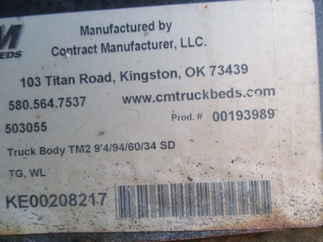 M
BEDS
Manufactured by
Contract Manufacturer, LLC.
103 Titan Road, Kingston, OK 73439
580.564.7537 www.cmtruckbeds.com
503055 Prod. # 00193989
Truck Body TM2 9'4/94/60/34 SD
TG, WL
KE00208217